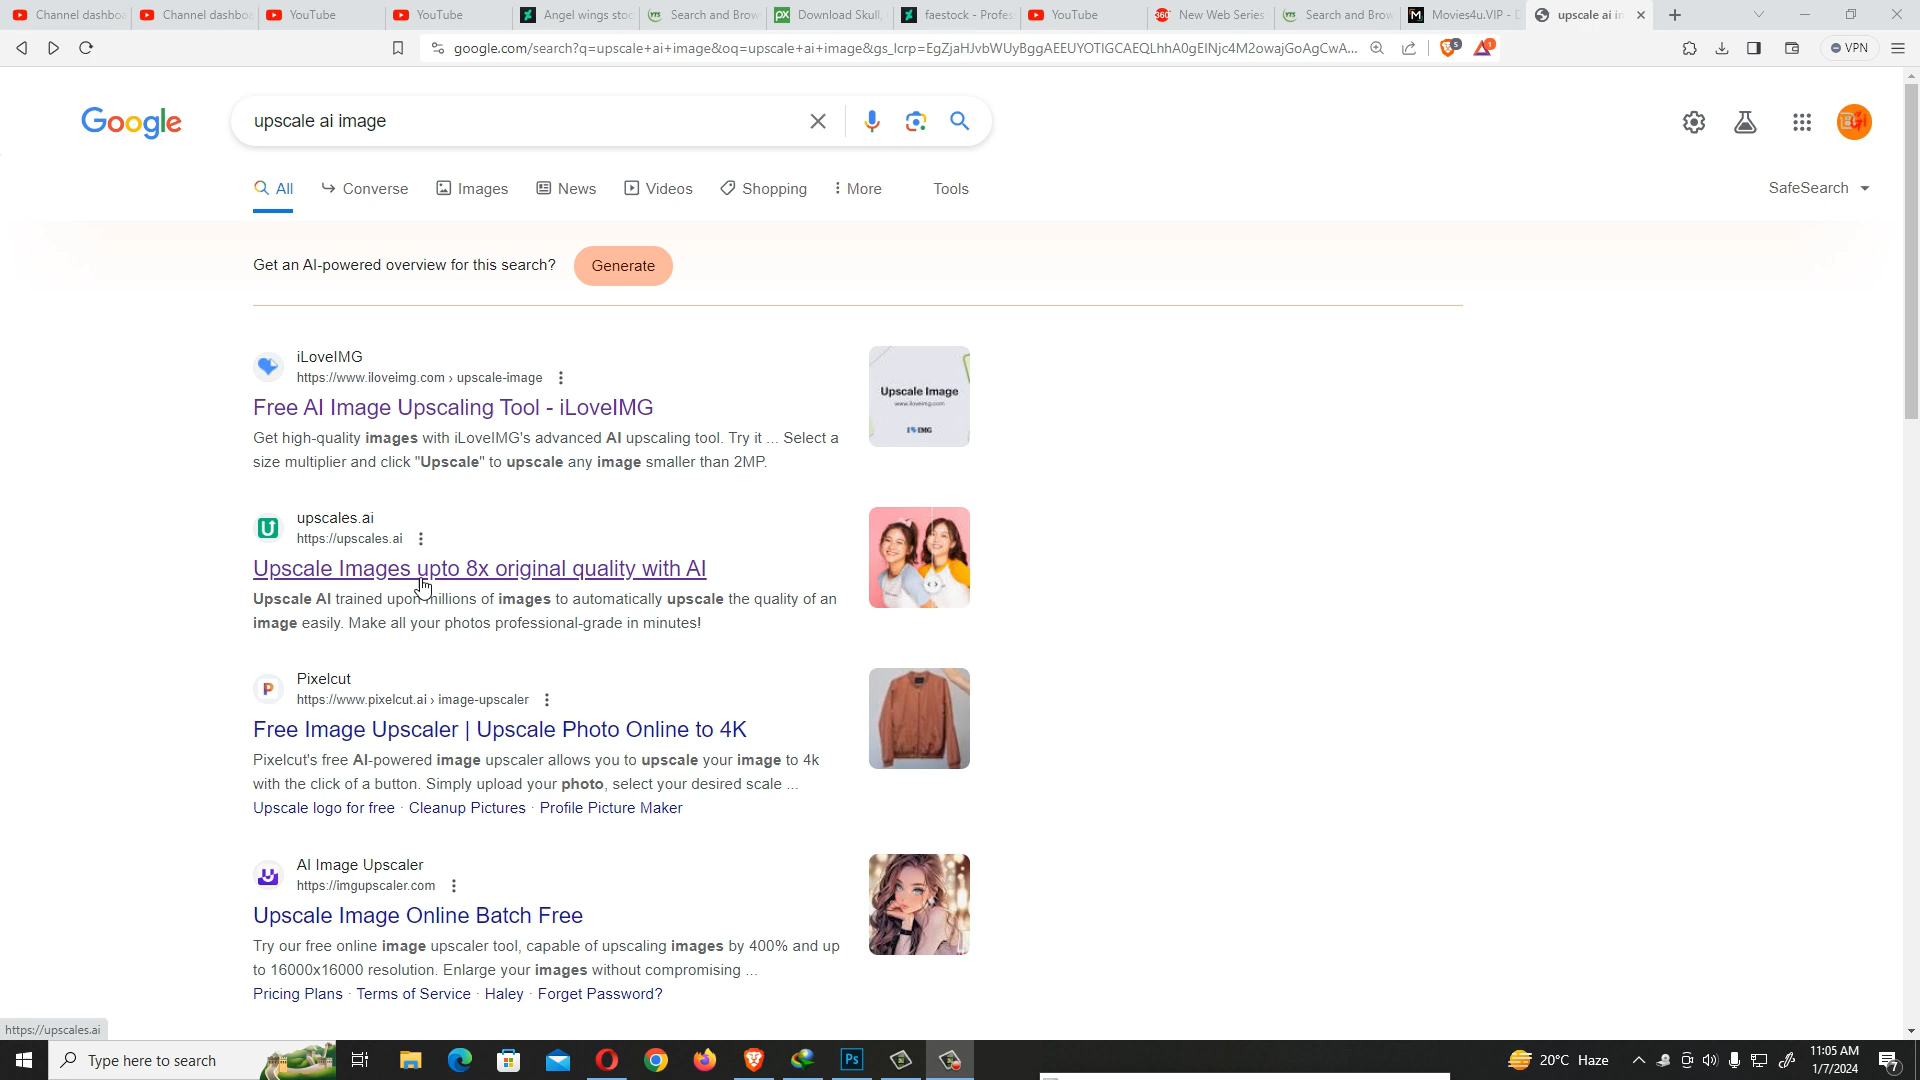 Channel dashbo
Channel dashbo
YouTube
YouTube
Angel wings sto
Search and Brow
Download Skull,
faestock - Profes
YouTube
New Web Series
Search and Brow
Movies4u.VIP - D
upscale ai i
google.com/search?q=upscale+ai+image&oq=upscale+ai+image&gs_lcrp=EgZjaHJvbWUyBggAEEUYOTIGCAEQLhhA0gEINjc4M2owajGoAgCwA...
5
1
VPN
Google
upscale ai image
All
Converse
Images
News
Videos
Shopping
More
Tools
SafeSearch
Get an AI-powered overview for this search?
Generate
iLoveIMG
https://www.iloveimg.com › upscale-image
Free AI Image Upscaling Tool - iLoveIMG
Get high-quality images with iLoveIMG's advanced AI upscaling tool. Try it ... Select a
size multiplier and click "Upscale" to upscale any image smaller than 2MP.
Upscale Image
www.iloveimg.com
upscales.ai
https://upscales.ai
Upscale Images upto 8x original quality with AI
Upscale AI trained upon millions of images to automatically upscale the quality of an
image easily. Make all your photos professional-grade in minutes!
Pixelcut
https://www.pixelcut.ai › image-upscaler
Free Image Upscaler | Upscale Photo Online to 4K
Pixelcut's free AI-powered image upscaler allows you to upscale your image to 4k
with the click of a button. Simply upload your photo, select your desired scale ...
Upscale logo for free · Cleanup Pictures · Profile Picture Maker
AI Image Upscaler
https://imgupscaler.com
Upscale Image Online Batch Free
Try our free online image upscaler tool, capable of upscaling images by 400% and up
to 16000x16000 resolution. Enlarge your images without compromising ...
Pricing Plans · Terms of Service · Haley · Forget Password?
https://upscales.ai
Type here to search
Ps
20°C Haze
11:05 AM
1/7/2024
7